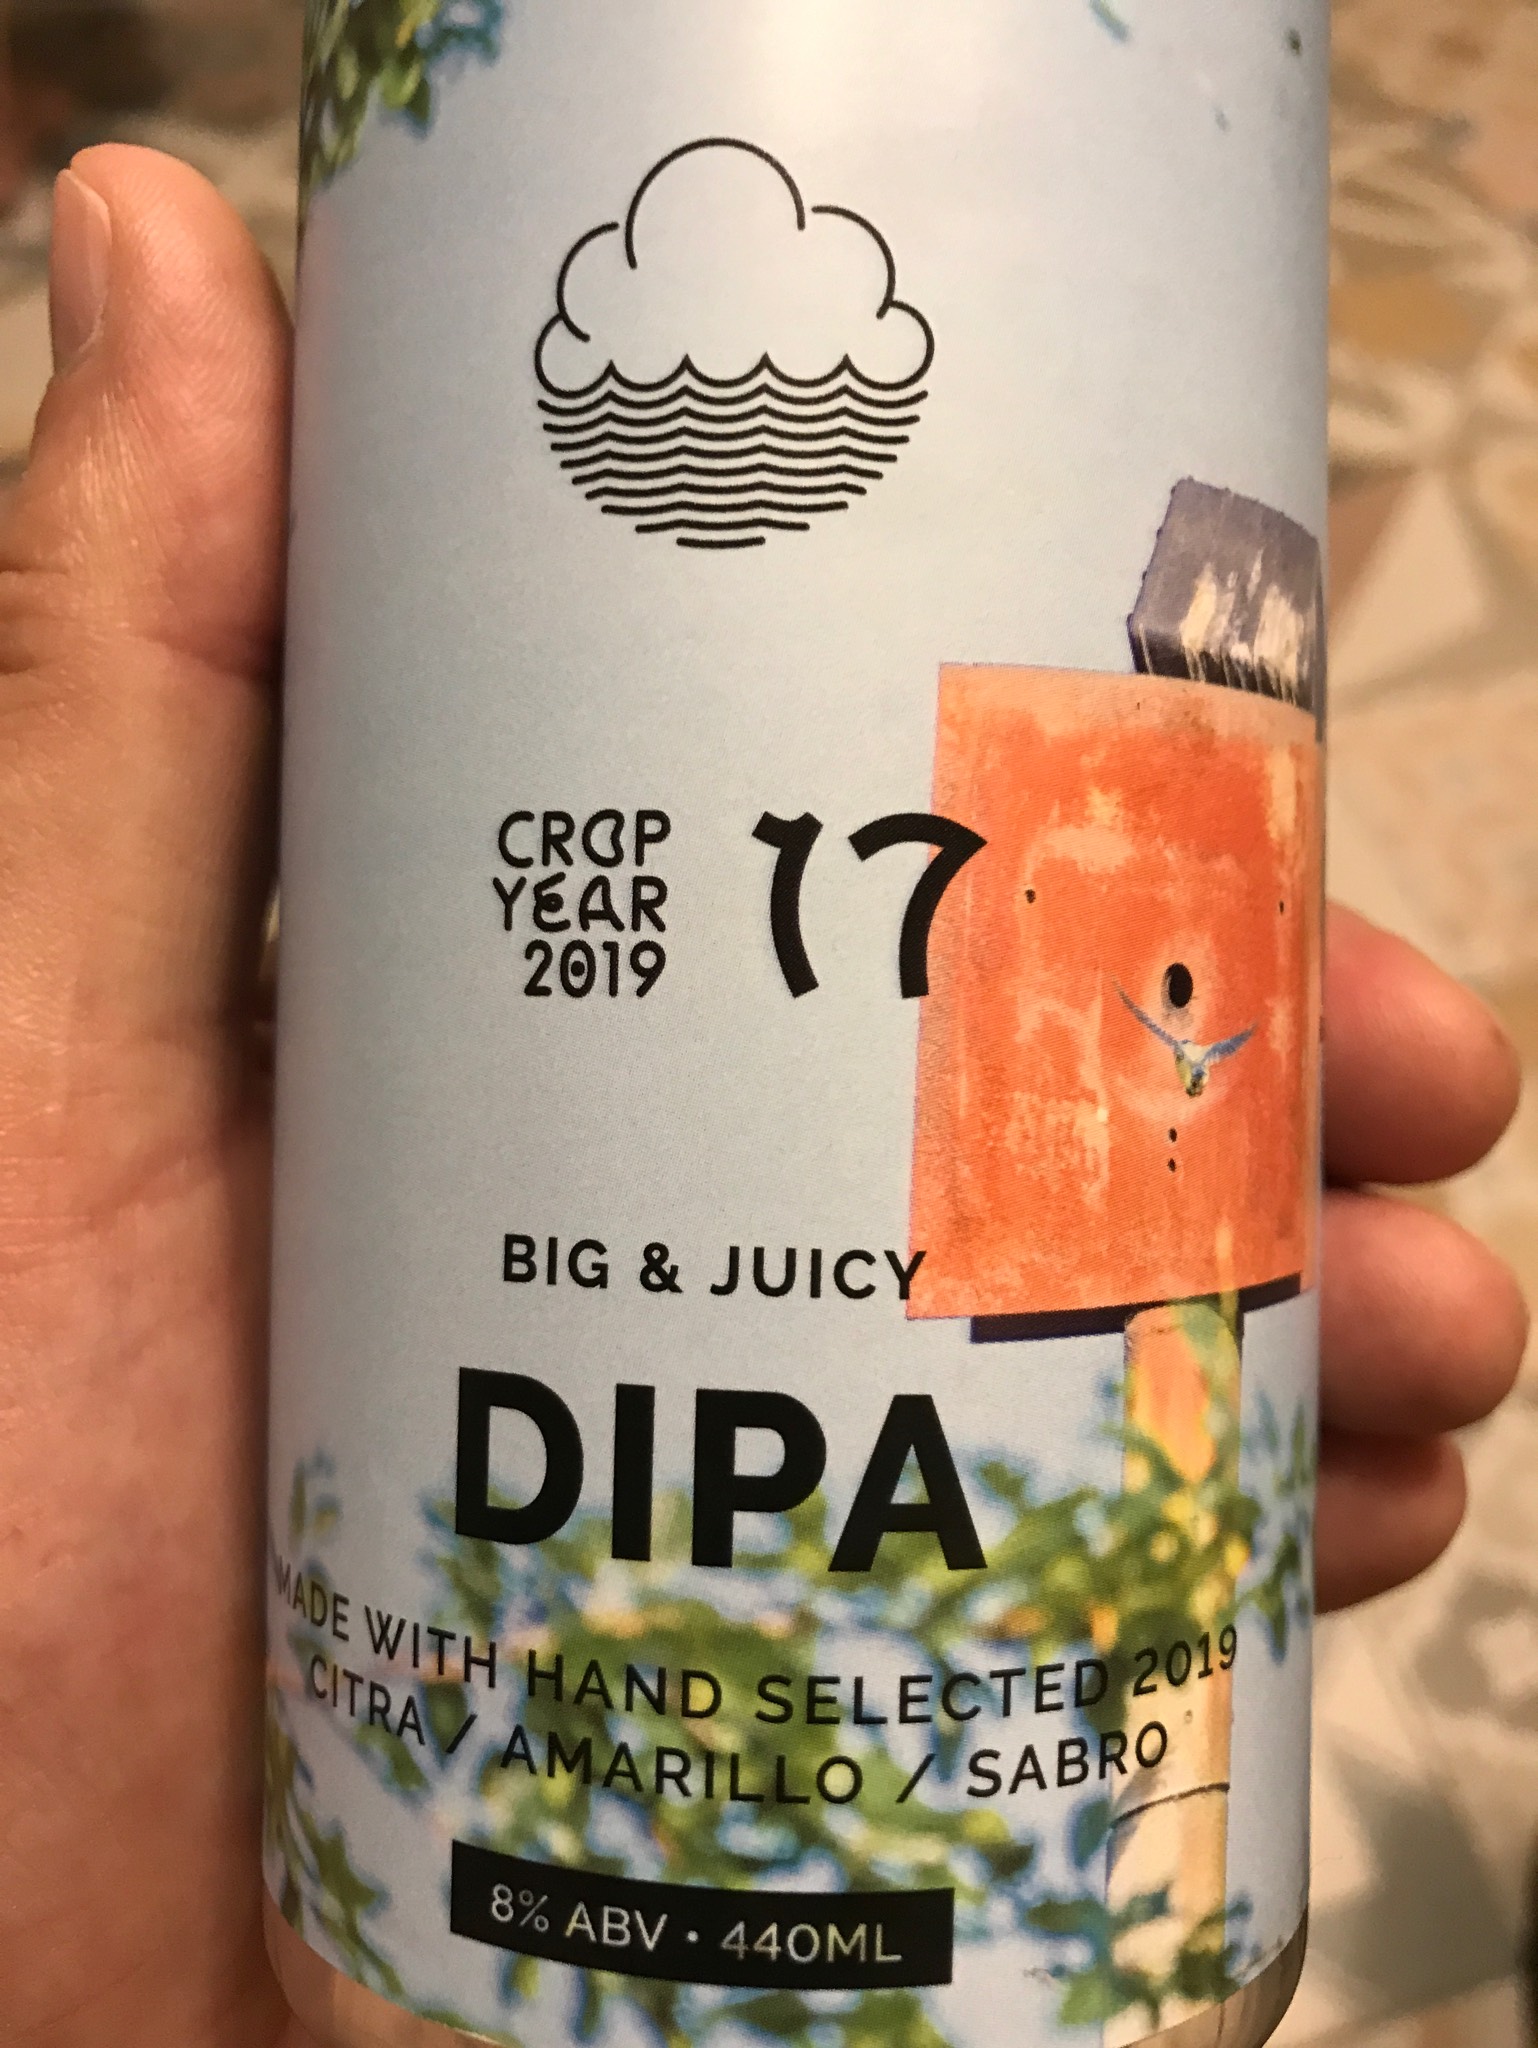 CROP
YEAR
2019
17
BIG & JUICY
DIPA
MADE WITH HAND SELECTED 2019
CITRA / AMARILLO / SABRO
8% ABV · 440ML